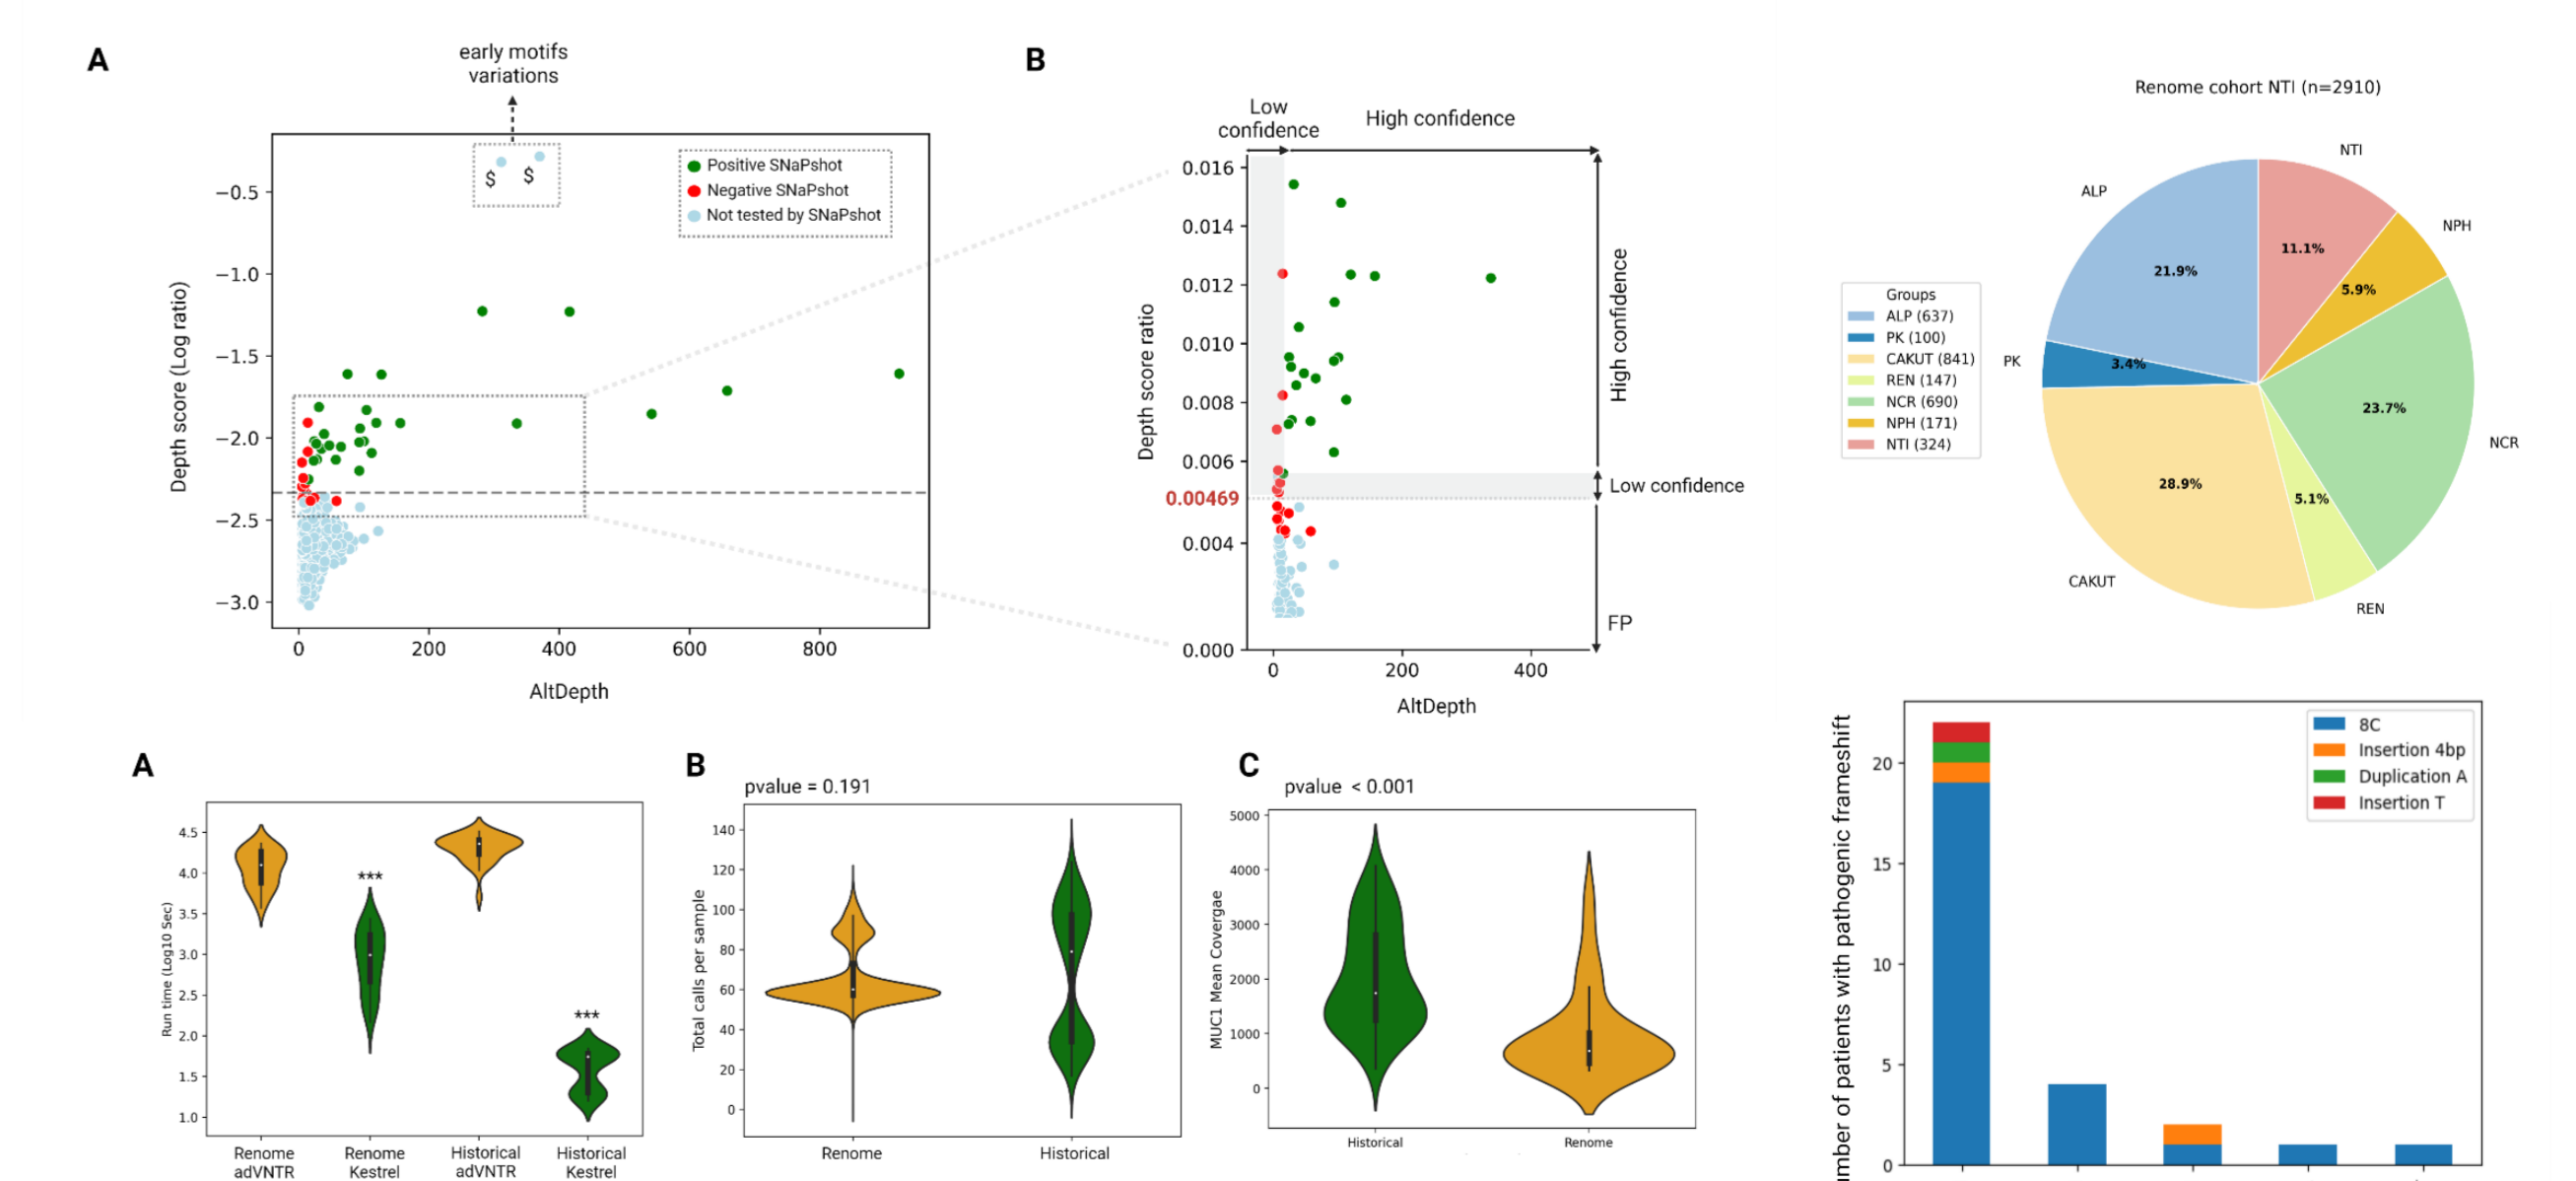 A
early motifs
variations
$ $
Positive SNaPshot
Negative SNaPshot
Not tested by SNaPshot
−0.5
−1.0
−1.5
−2.0
−2.5
−3.0
Depth score (Log ratio)
0 200 400 600 800
AltDepth
B
Low
confidence
High confidence
0.016
0.014
0.012
0.010
0.008
0.006
0.00469
0.004
0.000
Depth score ratio
High confidence
Low confidence
FP
0 200 400
AltDepth
Renome cohort NTI (n=2910)
NTI
NPH
NCR
REN
CAKUT
PK
ALP
11.1%
5.9%
23.7%
5.1%
28.9%
3.4%
21.9%
Groups
ALP (637)
PK (100)
CAKUT (841)
REN (147)
NCR (690)
NPH (171)
NTI (324)
A
4.5
4.0
3.5
3.0
2.5
2.0
1.5
1.0
Run time (Log10 Sec)
***
***
Renome
adVNTR
Renome
Kestrel
Historical
adVNTR
Historical
Kestrel
B
pvalue = 0.191
140
120
100
80
60
40
20
0
Total calls per sample
Renome Historical
C
pvalue < 0.001
5000
4000
3000
2000
1000
0
MUC1 Mean Covergae
Historical Renome
umber of patients with pathogenic frameshift
20
15
10
5
0
8C
Insertion 4bp
Duplication A
Insertion T